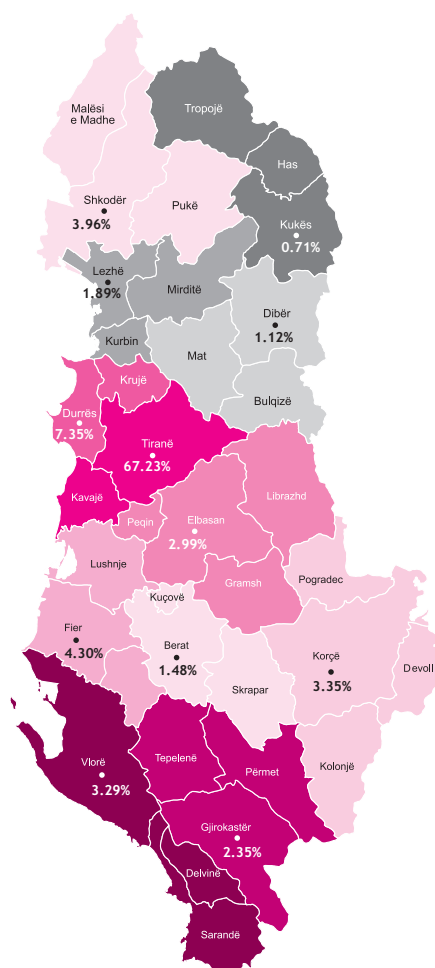 Tropojë
Malësi
e Madhe
Has
Shkodër
3.96%
Pukë
Kukës
0.71%
Lezhë
1.89%
Mirditë
Dibër
1.12%
Kurbin
Mat
Krujë
Bulqizë
Durrës
7.35%
Tiranë
67.23%
Kavajë
Librazhd
Peqin
Elbasan
2.99%
Lushnje
Gramsh
Pogradec
Kuçovë
Fier
4.30%
Berat
1.48%
Korçë
3.35%
Devoll
Skrapar
Vlorë
3.29%
Tepelenë
Përmet
Kolonjë
Gjirokastër
2.35%
Delvinë
Sarandë